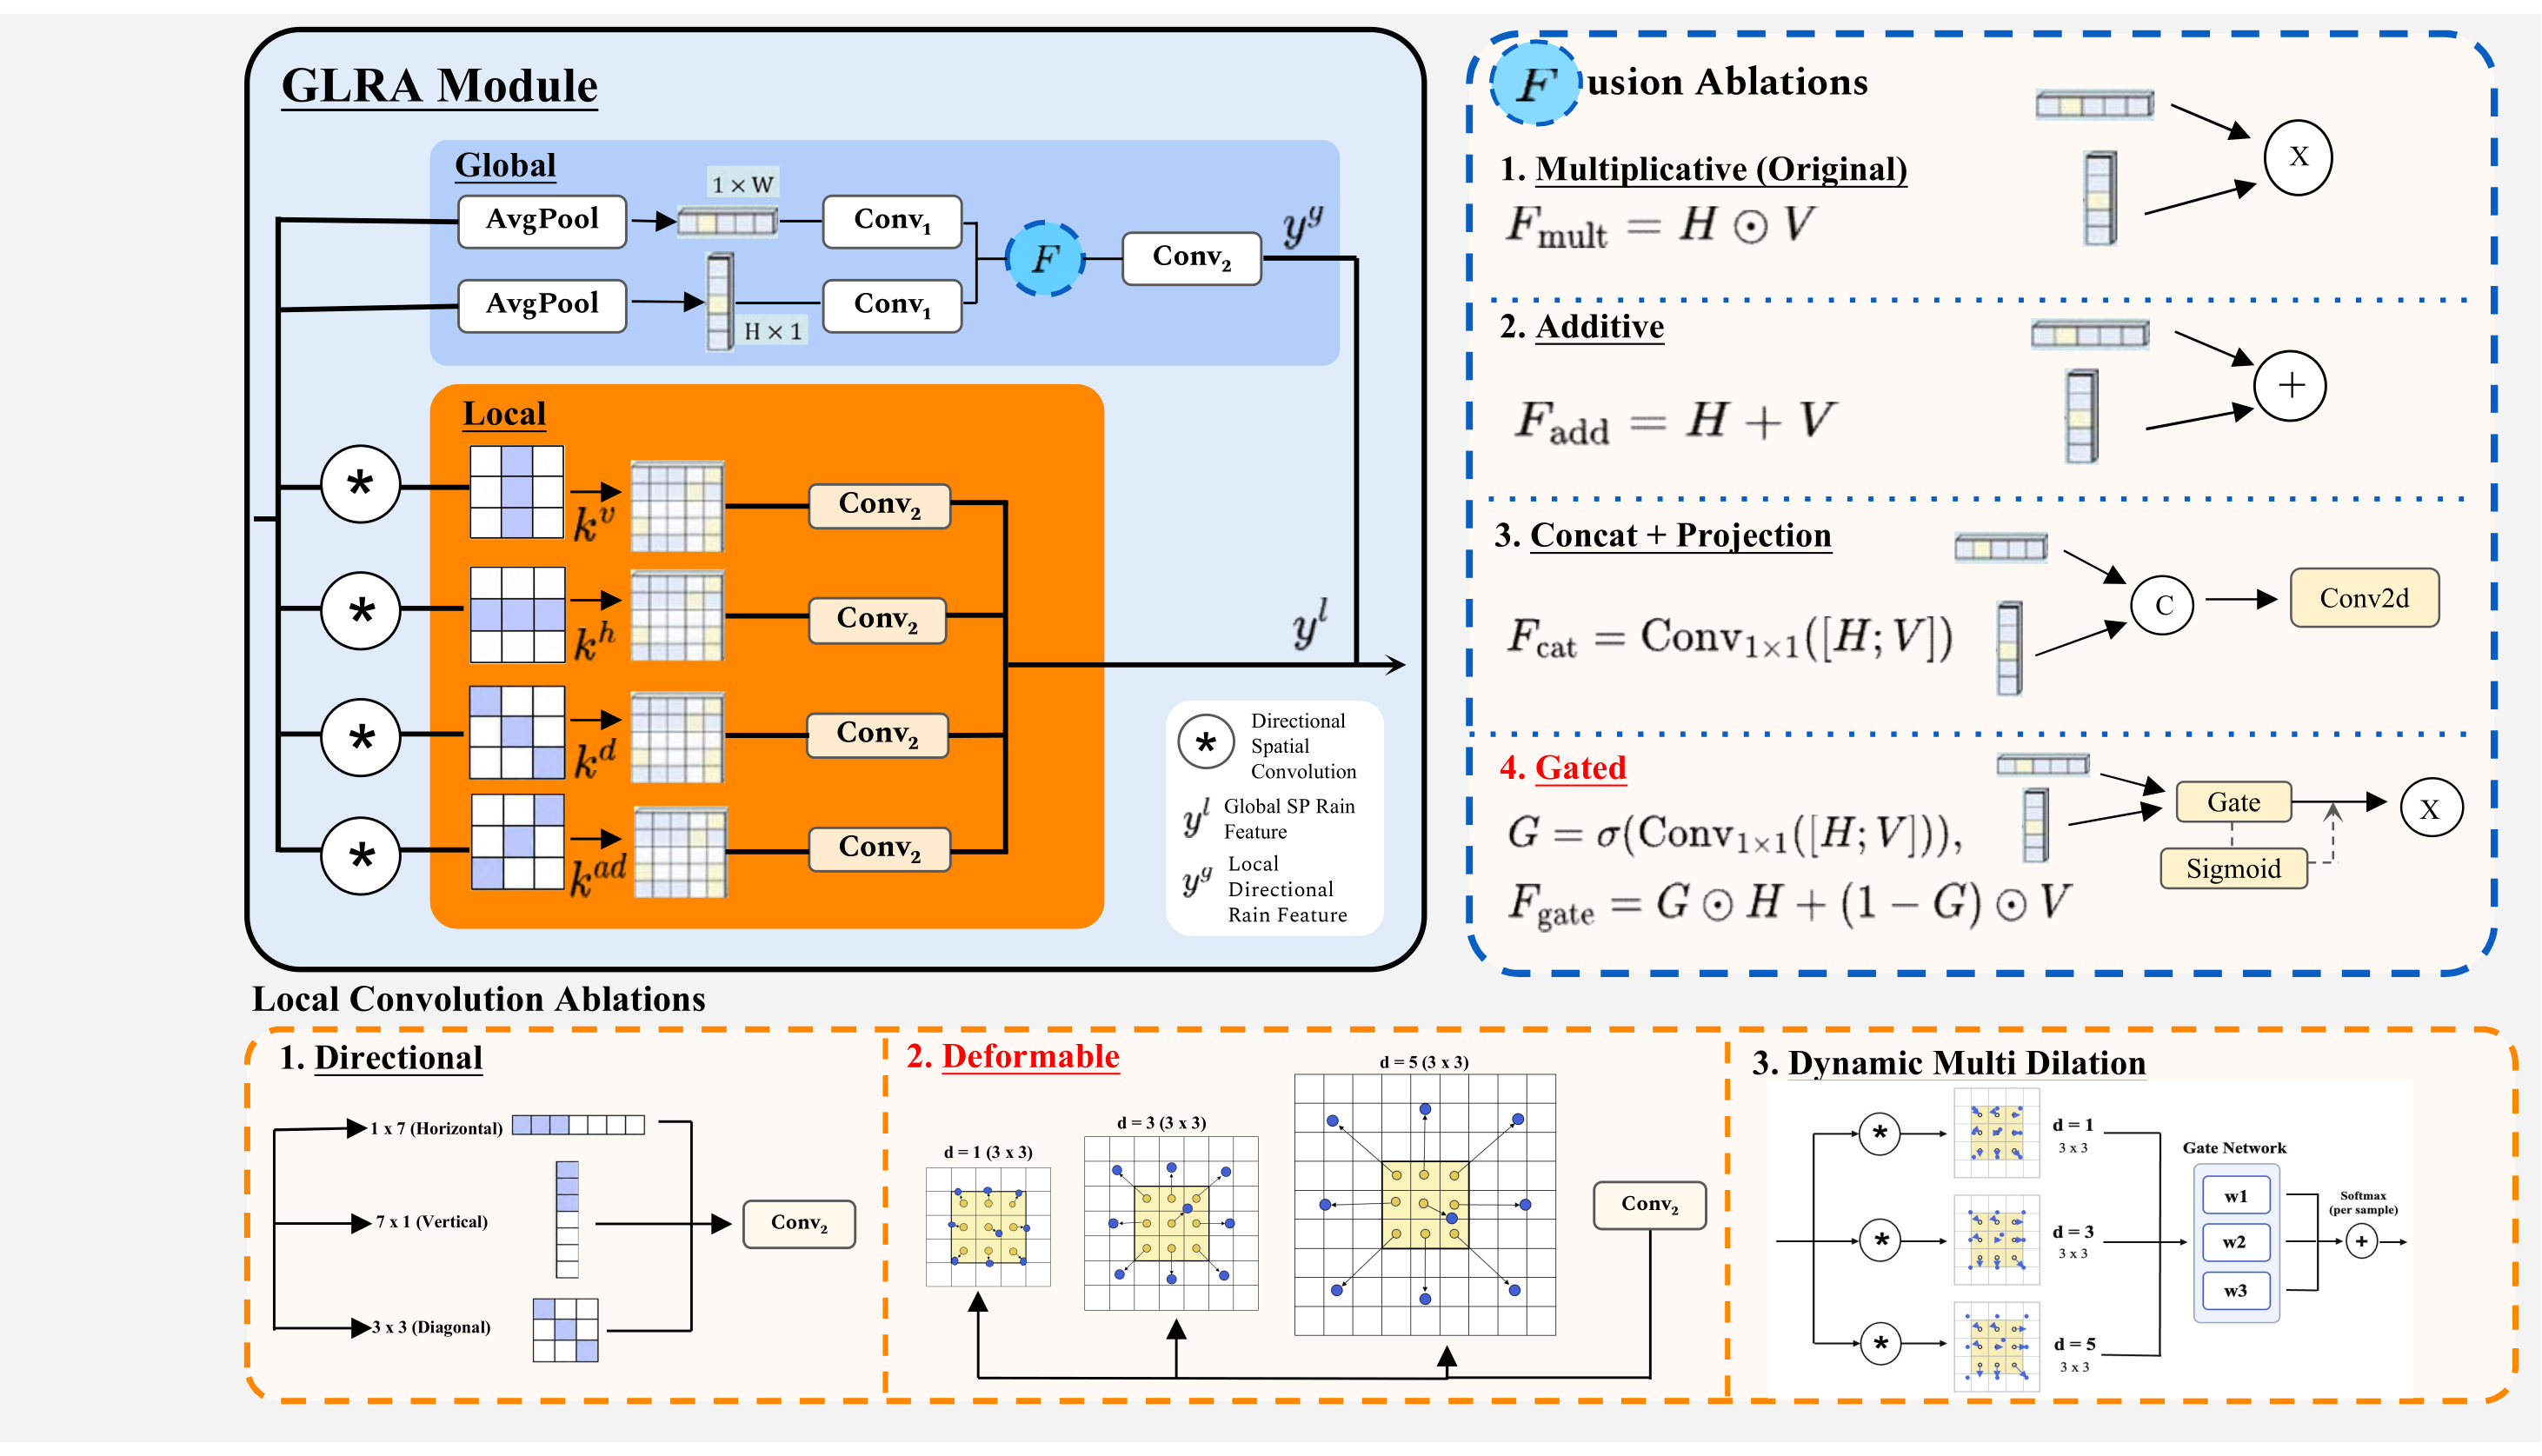 GLRA Module
Global
AvgPool
1 × W
Conv₁
AvgPool
H × 1
Conv₁
F
Conv₂
y^g
Local
*
k^v
Conv₂
*
k^h
Conv₂
*
k^d
Conv₂
*
k^{ad}
Conv₂
y^l
* Directional
Spatial
Convolution
y^l Global SP Rain
Feature
y^g Local
Directional
Rain Feature
Fusion Ablations
1. Multiplicative (Original)
F_mult = H ⊙ V
X
2. Additive
F_add = H + V
+
3. Concat + Projection
F_cat = Conv_{1×1}([H; V])
C
Conv2d
4. Gated
G = σ(Conv_{1×1}([H; V])),
F_gate = G ⊙ H + (1 − G) ⊙ V
Gate
Sigmoid
X
Local Convolution Ablations
1. Directional
1 x 7 (Horizontal)
7 x 1 (Vertical)
3 x 3 (Diagonal)
Conv₂
2. Deformable
d = 1 (3 x 3)
d = 3 (3 x 3)
d = 5 (3 x 3)
Conv₂
3. Dynamic Multi Dilation
*
d = 1
3 x 3
*
d = 3
3 x 3
*
d = 5
3 x 3
Gate Network
w1
w2
w3
Softmax
(per sample)
+